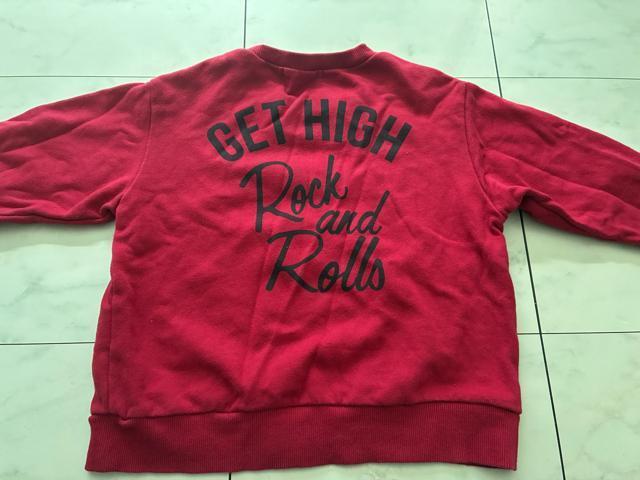 GET HIGH
Rock
and
Rolls